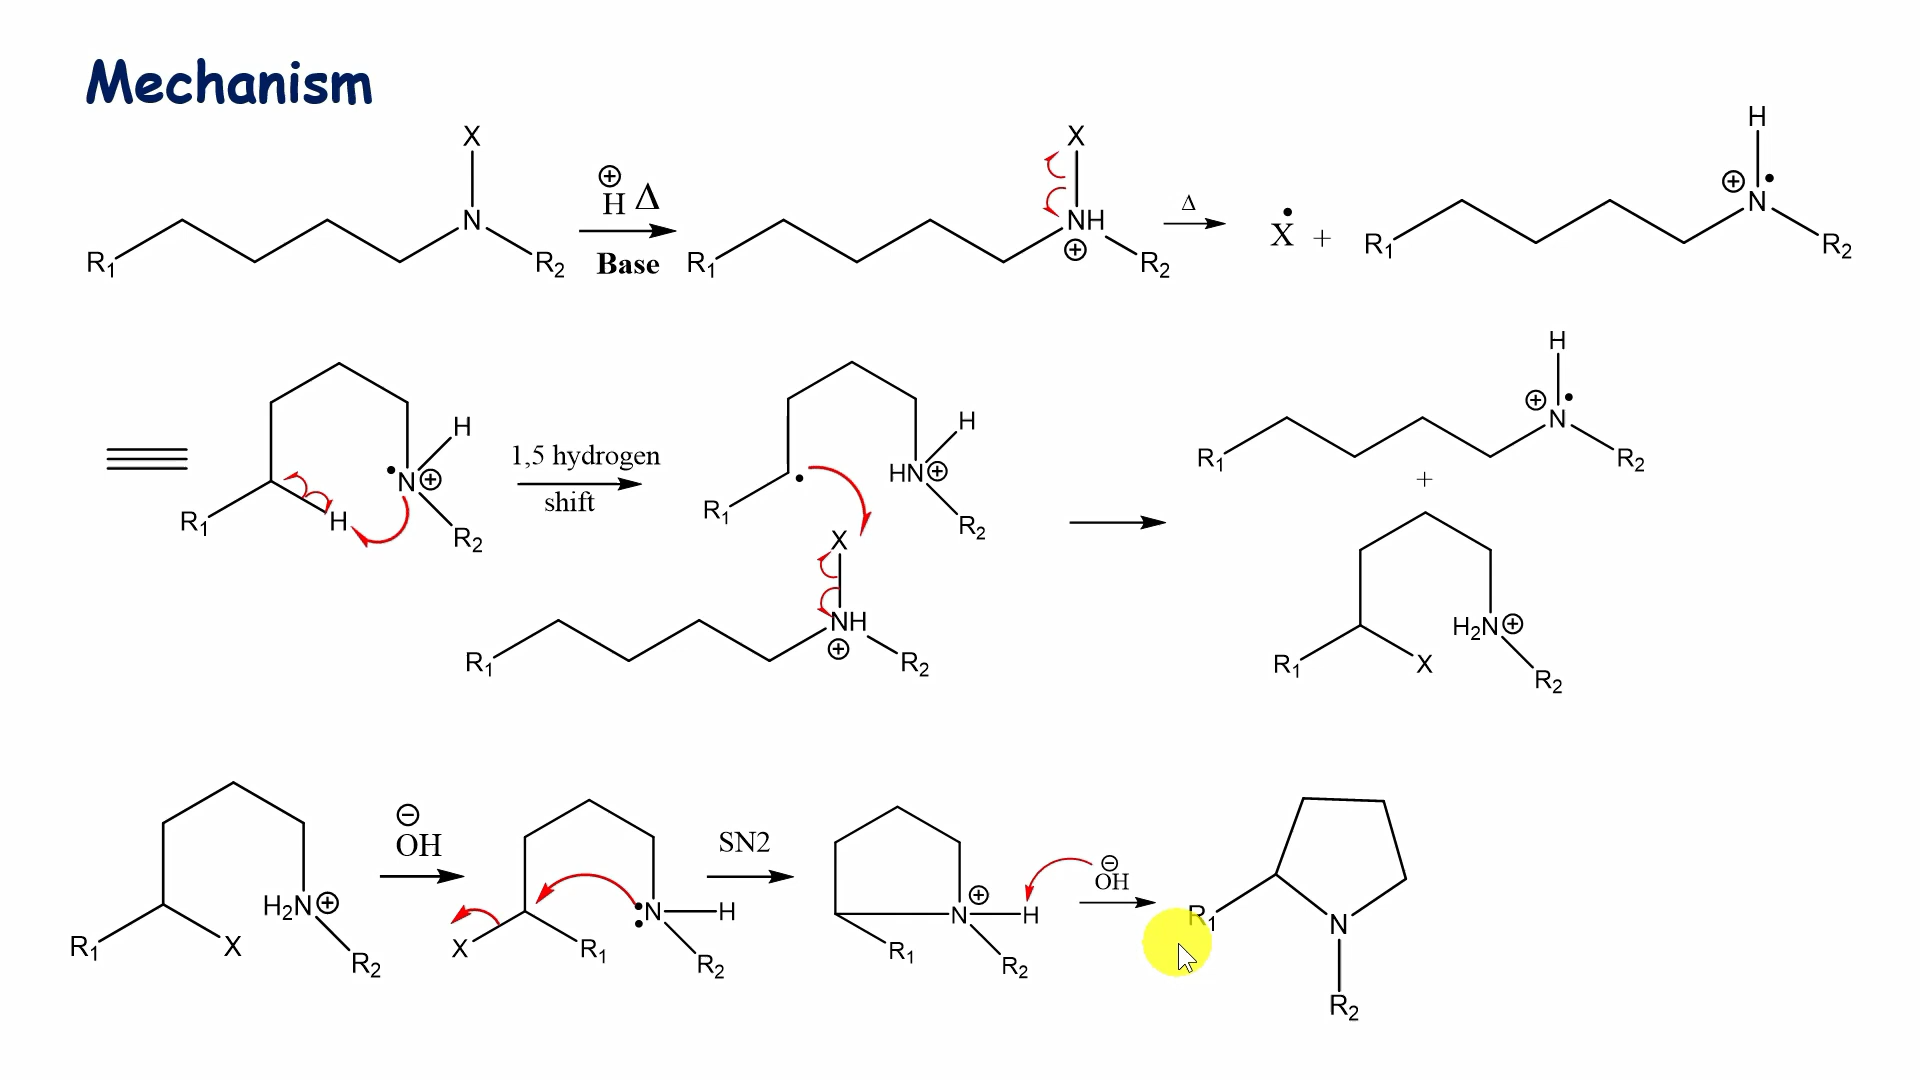 Mechanism
X
N
R1
R2
⊕
H Δ
Base
X
NH
⊕
R1
R2
Δ
Ẋ +
H
⊕ •
N
R1
R2
H
•N⊕
R1
H
R2
1,5 hydrogen
shift
H
HN⊕
R1
R2
X
NH
⊕
R1
R2
H
⊕ •
N
R1
R2
+
H2N⊕
R1
X
R2
H2N⊕
R1
X
R2
⊖
OH
:N H
X
R1
R2
SN2
⊕
N H
R1
R2
⊖
OH
R1
N
R2